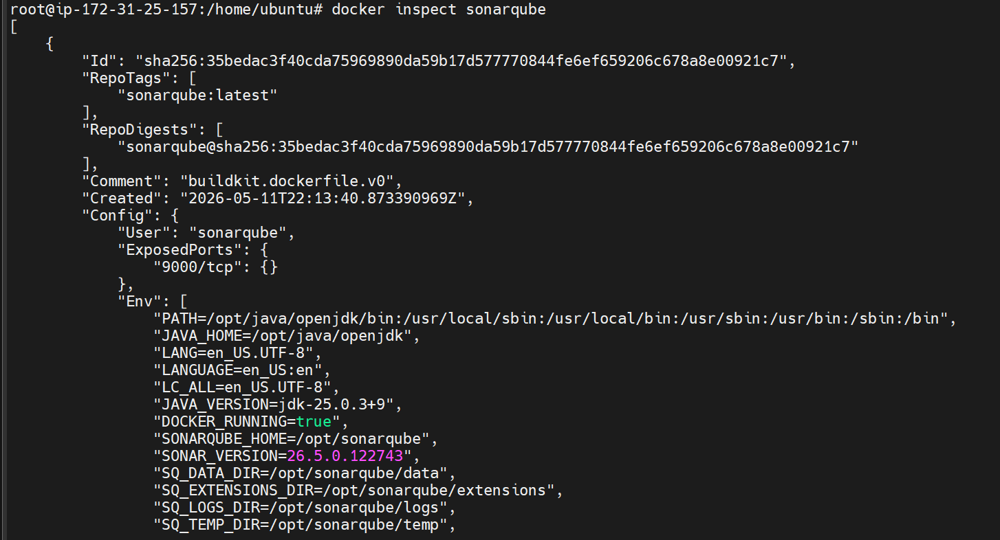 root@ip-172-31-25-157:/home/ubuntu# docker inspect sonarqube
[
    {
        "Id": "sha256:35bedac3f40cda75969890da59b17d577770844fe6ef659206c678a8e00921c7",
        "RepoTags": [
            "sonarqube:latest"
        ],
        "RepoDigests": [
            "sonarqube@sha256:35bedac3f40cda75969890da59b17d577770844fe6ef659206c678a8e00921c7"
        ],
        "Comment": "buildkit.dockerfile.v0",
        "Created": "2026-05-11T22:13:40.873390969Z",
        "Config": {
            "User": "sonarqube",
            "ExposedPorts": {
                "9000/tcp": {}
            },
            "Env": [
                "PATH=/opt/java/openjdk/bin:/usr/local/sbin:/usr/local/bin:/usr/sbin:/usr/bin:/sbin:/bin",
                "JAVA_HOME=/opt/java/openjdk",
                "LANG=en_US.UTF-8",
                "LANGUAGE=en_US:en",
                "LC_ALL=en_US.UTF-8",
                "JAVA_VERSION=jdk-25.0.3+9",
                "DOCKER_RUNNING=true",
                "SONARQUBE_HOME=/opt/sonarqube",
                "SONAR_VERSION=26.5.0.122743",
                "SQ_DATA_DIR=/opt/sonarqube/data",
                "SQ_EXTENSIONS_DIR=/opt/sonarqube/extensions",
                "SQ_LOGS_DIR=/opt/sonarqube/logs",
                "SQ_TEMP_DIR=/opt/sonarqube/temp",